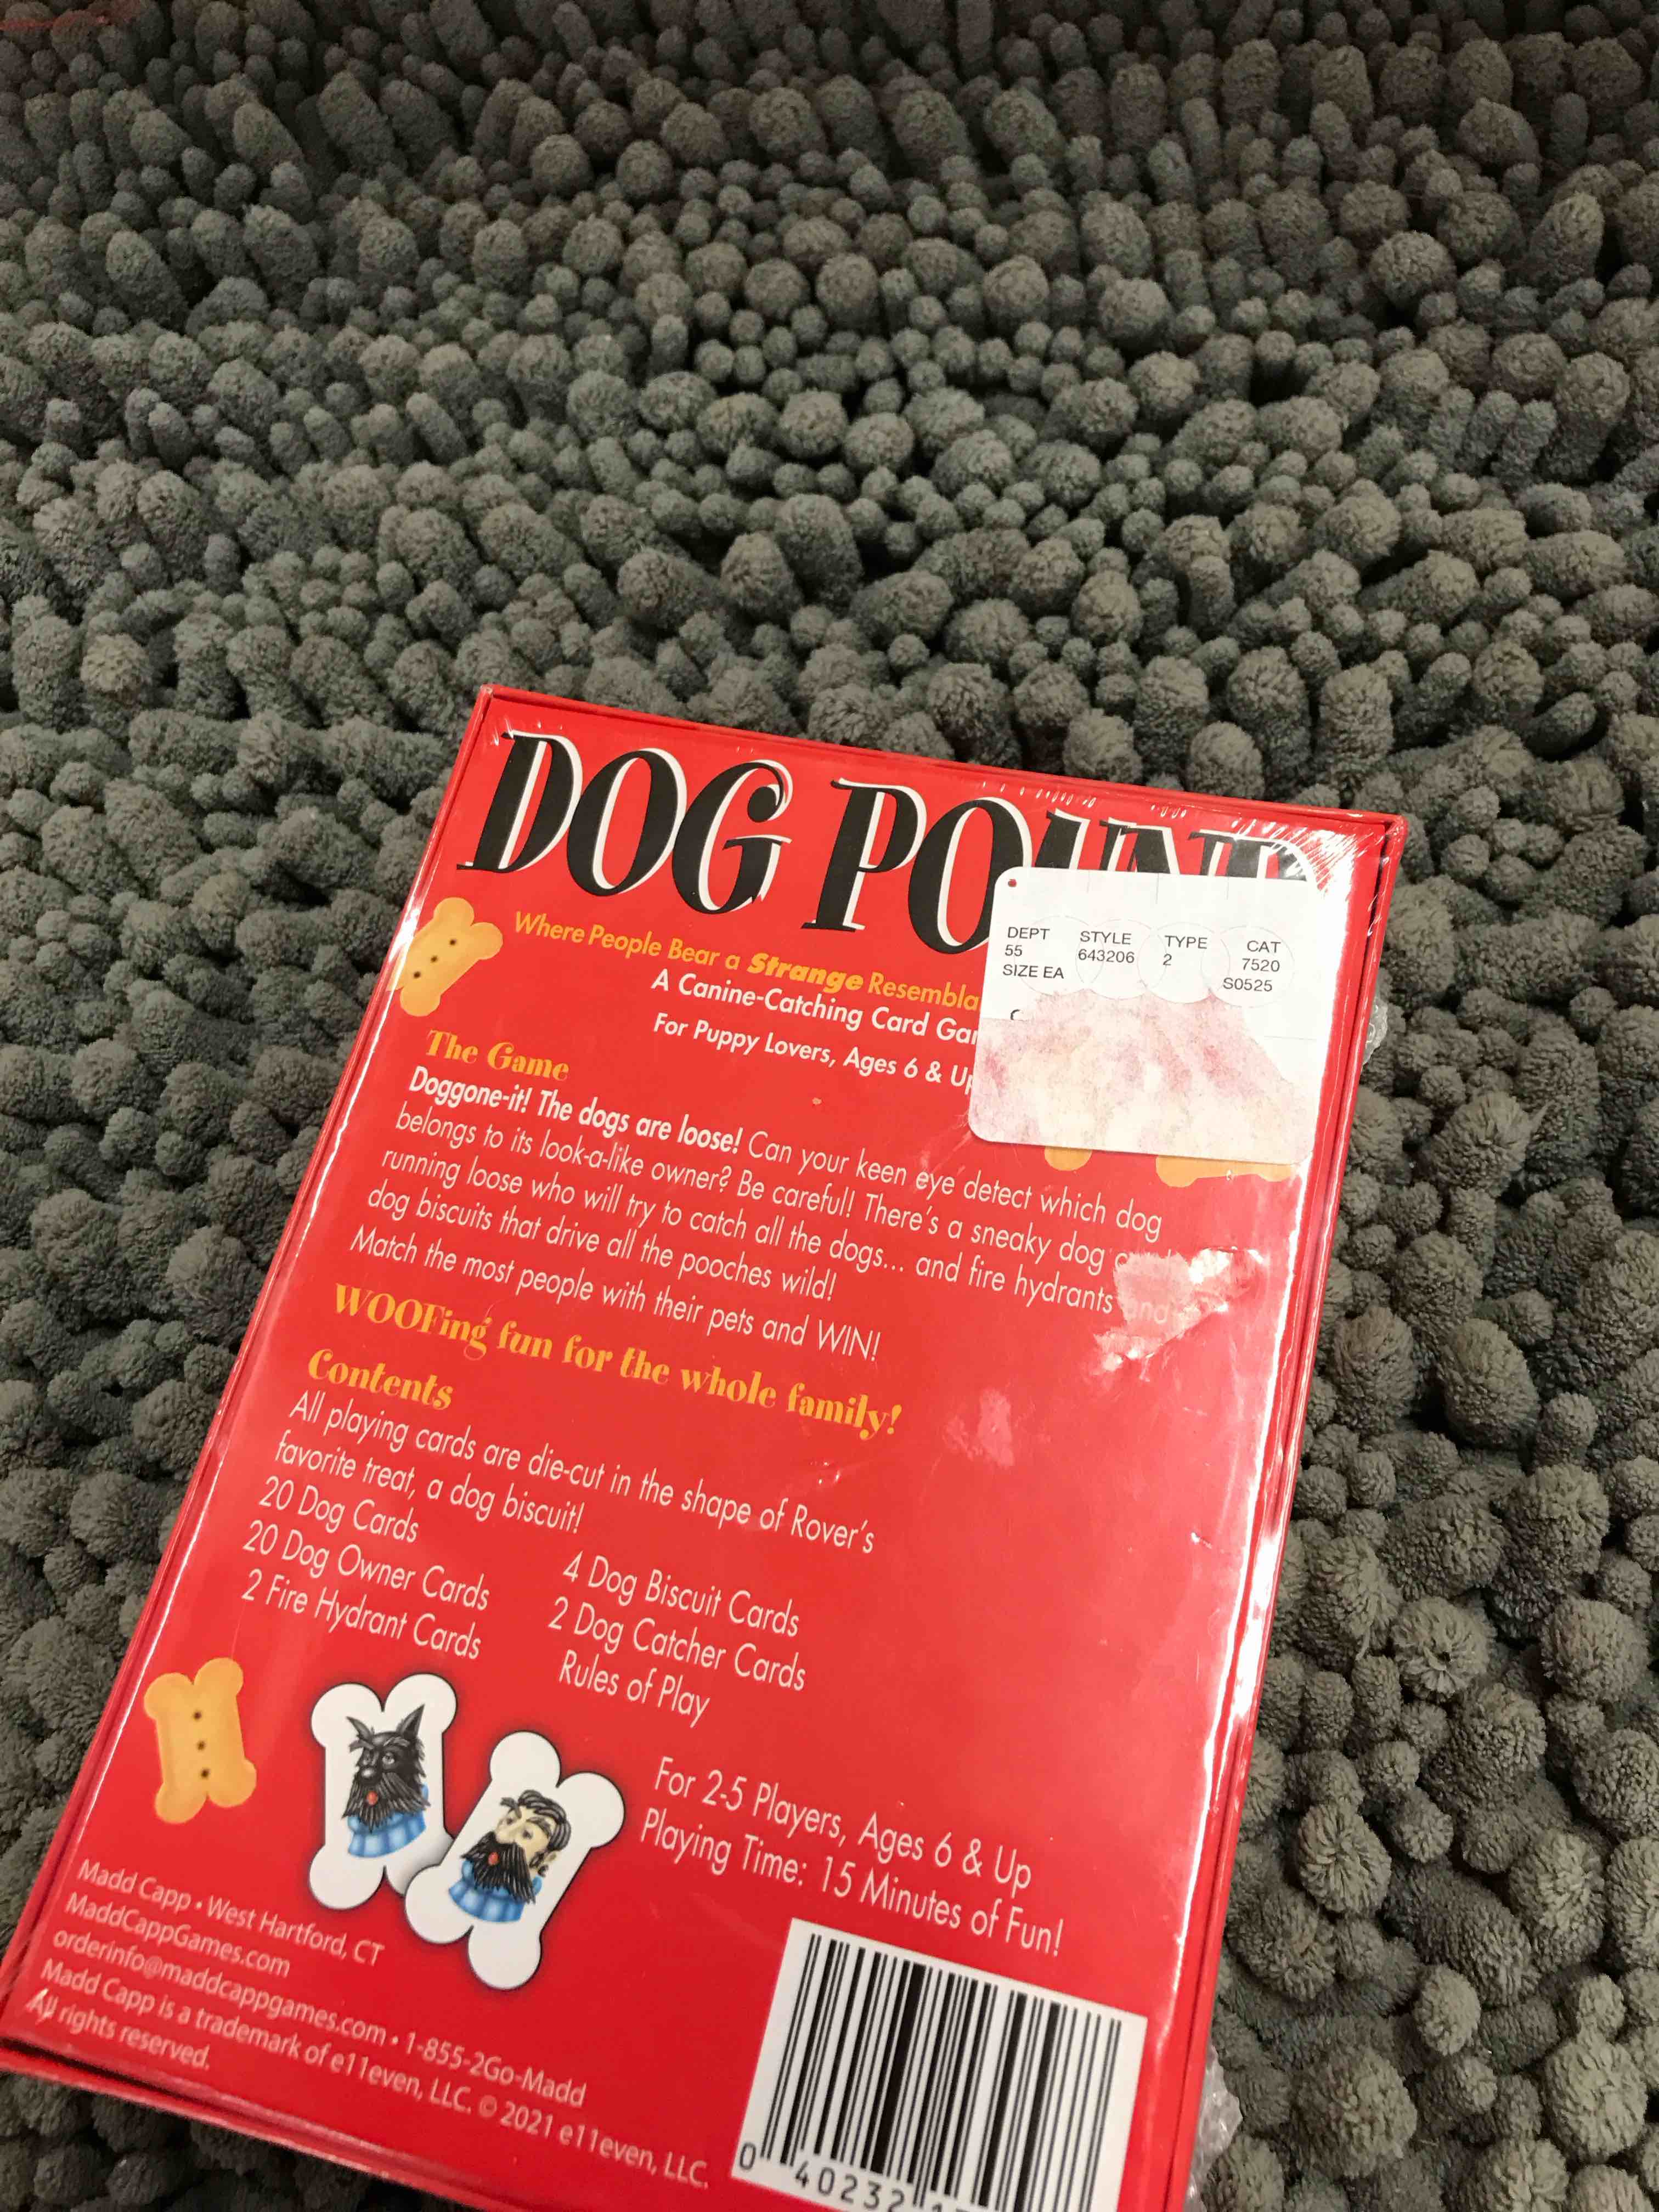 DOG POUND
Where People Bear a Strange
A Canine-Catching Card
For Puppy Lovers, Ages 6 & Up
DEPT STYLE TYPE CAT
55 643206 2 7520
SIZE EA S0525
The Game
Doggone-it! The dogs are loose! Can your keen eye detect which dog
belongs to its look-a-like owner? Be careful! There's a sneaky dog
running loose who will try to catch all the dogs... and fire hydrants and
dog biscuits that drive all the pooches wild!
Match the most people with their pets and WIN!
WOOFing fun for the whole family!
Contents
All playing cards are die-cut in the shape of Rover's
favorite treat, a dog biscuit!
20 Dog Cards
20 Dog Owner Cards
2 Fire Hydrant Cards
4 Dog Biscuit Cards
2 Dog Catcher Cards
Rules of Play
For 2-5 Players, Ages 6 & Up
Playing Time: 15 Minutes of Fun!
Madd Capp • West Hartford, CT
MaddCappGames.com
orderinfo@maddcappgames.com • 1-855-2Go-Madd
Madd Capp is a trademark of e11even, LLC. © 2021 e11even, LLC.
All rights reserved.
0 40232